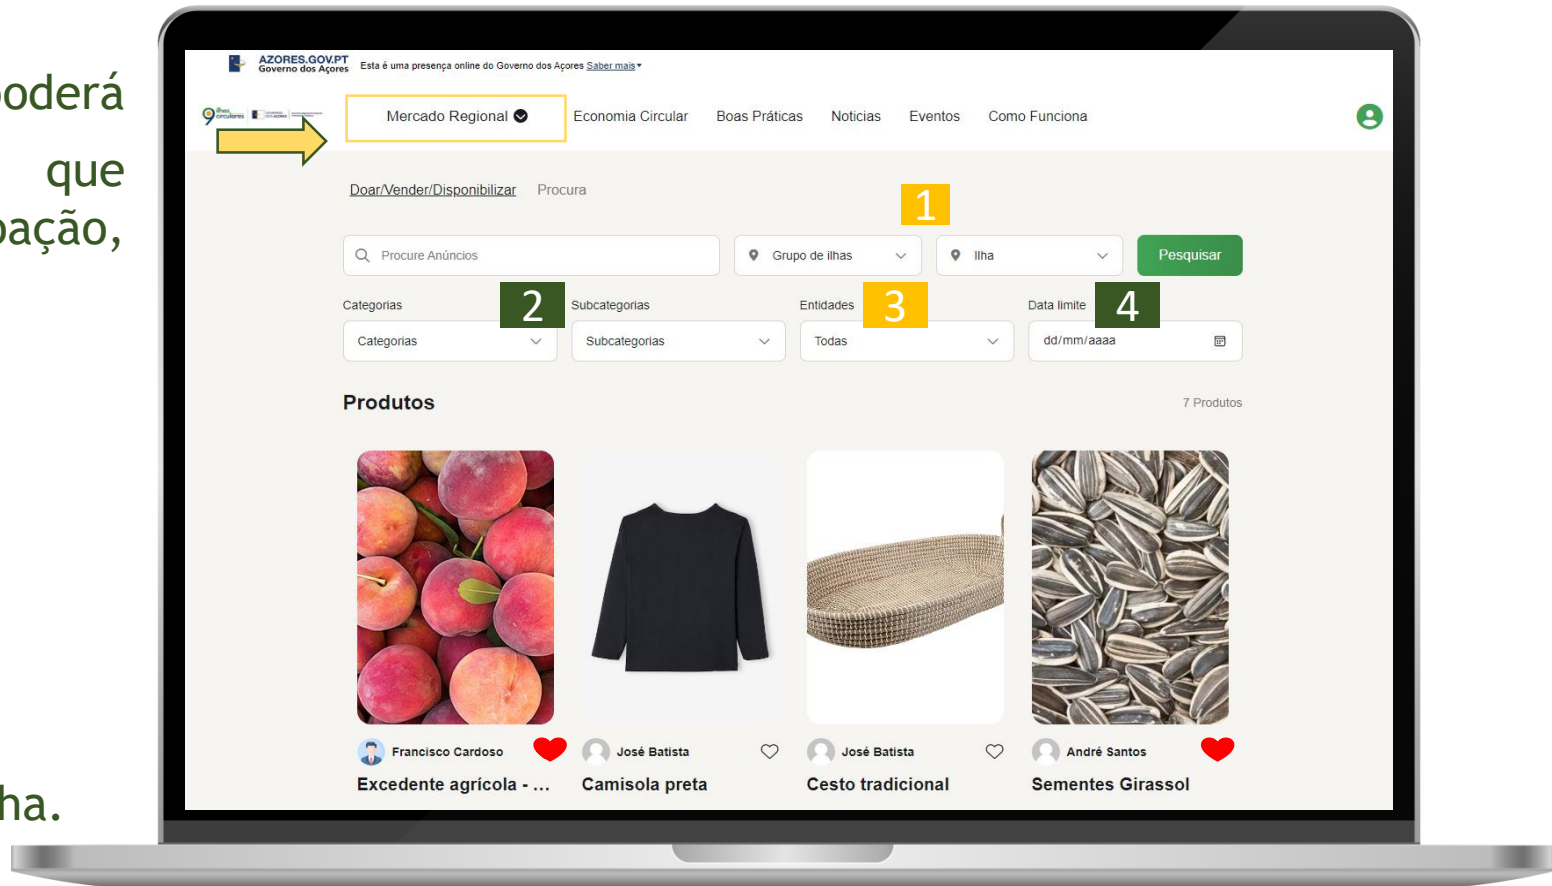 poderá
que
pação,
ha.
AZORES.GOV.PT
Governo dos Açores
Esta é uma presença online do Governo dos Açores Saber mais
9 ilhas circulares
Mercado Regional
Economia Circular
Boas Práticas
Noticias
Eventos
Como Funciona
Doar/Vender/Disponibilizar
Procura
1
Procure Anúncios
Grupo de ilhas
Ilha
Pesquisar
Categorias
2
Subcategorias
Entidades
3
Data limite
4
Categorias
Subcategorias
Todas
dd/mm/aaaa
Produtos
7 Produtos
Francisco Cardoso
José Batista
José Batista
André Santos
Excedente agrícola - ...
Camisola preta
Cesto tradicional
Sementes Girassol